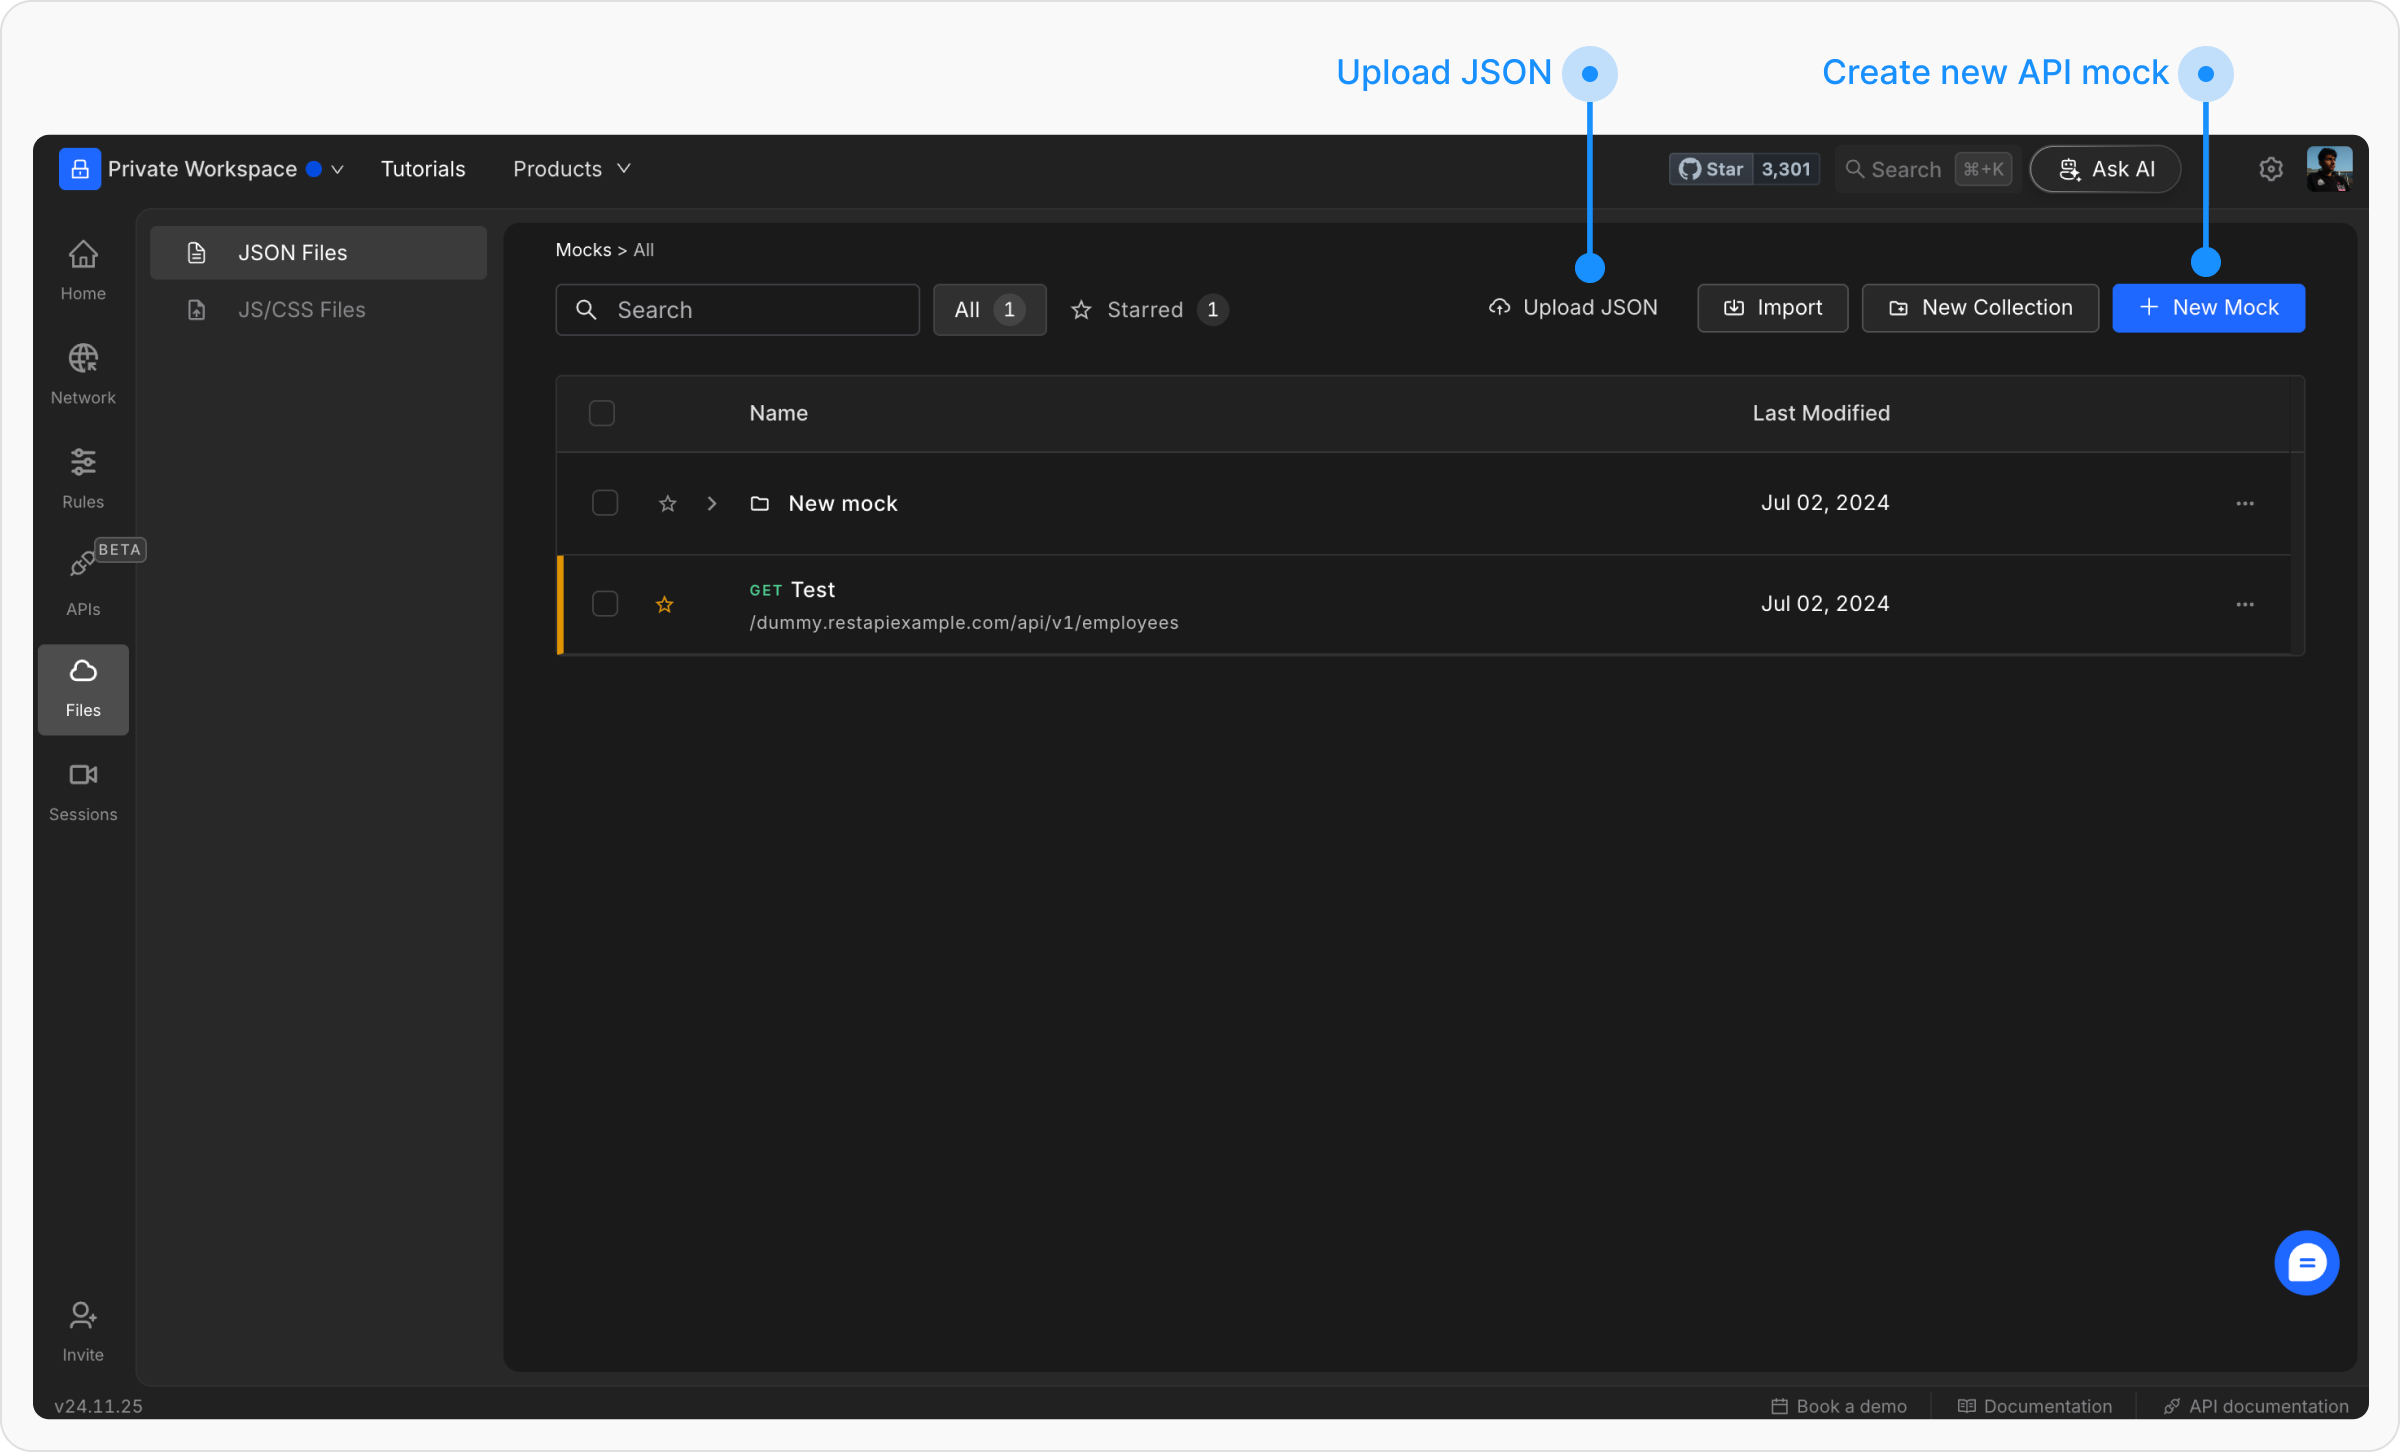 Upload JSON
Create new API mock
Private Workspace
Tutorials
Products
Star 3,301
Search ⌘+K
Ask AI
Home
Network
Rules
BETA
APIs
Files
Sessions
Invite
JSON Files
JS/CSS Files
Mocks > All
Search
All 1
Starred 1
Upload JSON
Import
New Collection
+ New Mock
Name
Last Modified
New mock
Jul 02, 2024
GET Test
/dummy.restapiexample.com/api/v1/employees
Jul 02, 2024
v24.11.25
Book a demo
Documentation
API documentation